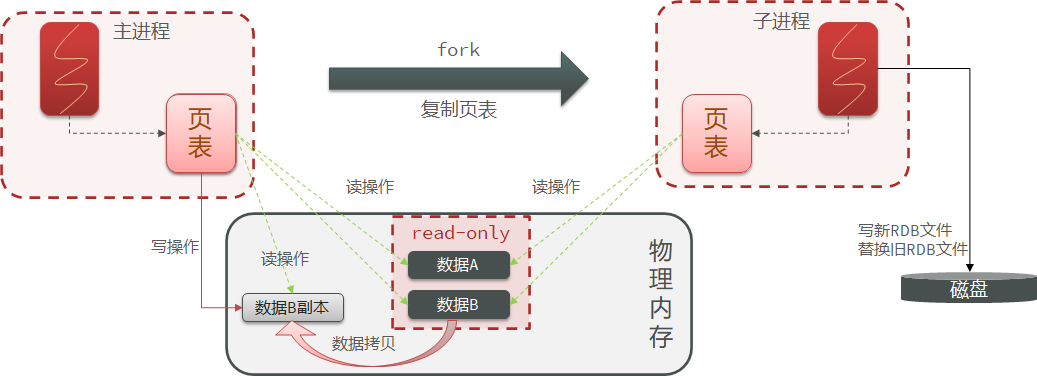 主进程
页
表
fork
复制页表
子进程
页
表
读操作
读操作
写操作
读操作
read-only
数据A
数据B
数据B副本
数据拷贝
物
理
内
存
写新RDB文件
替换旧RDB文件
磁盘